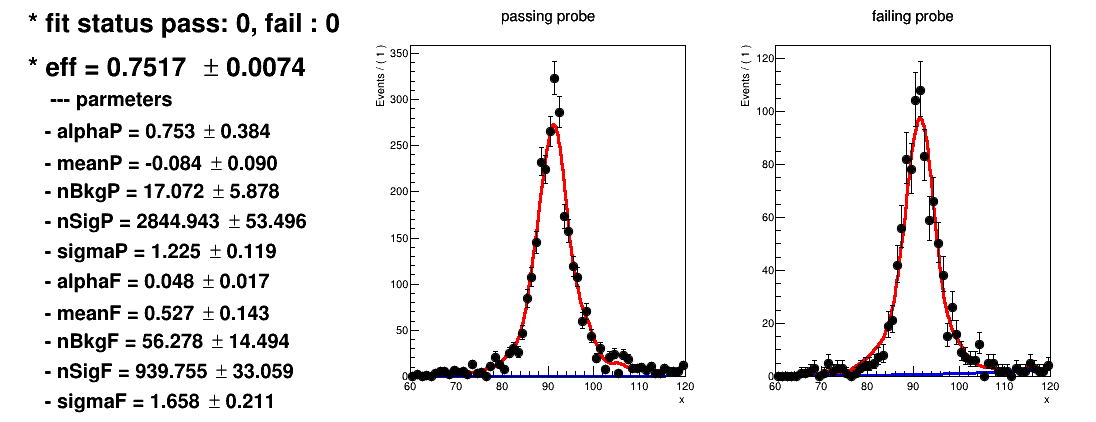 * fit status pass: 0, fail : 0
* eff = 0.7517 ± 0.0074
--- parmeters
- alphaP = 0.753 ± 0.384
- meanP = -0.084 ± 0.090
- nBkgP = 17.072 ± 5.878
- nSigP = 2844.943 ± 53.496
- sigmaP = 1.225 ± 0.119
- alphaF = 0.048 ± 0.017
- meanF = 0.527 ± 0.143
- nBkgF = 56.278 ± 14.494
- nSigF = 939.755 ± 33.059
- sigmaF = 1.658 ± 0.211
passing probe
Events / ( 1 )
350
300
250
200
150
100
50
0
60 70 80 90 100 110 120
x
failing probe
Events / ( 1 )
120
100
80
60
40
20
0
60 70 80 90 100 110 120
x